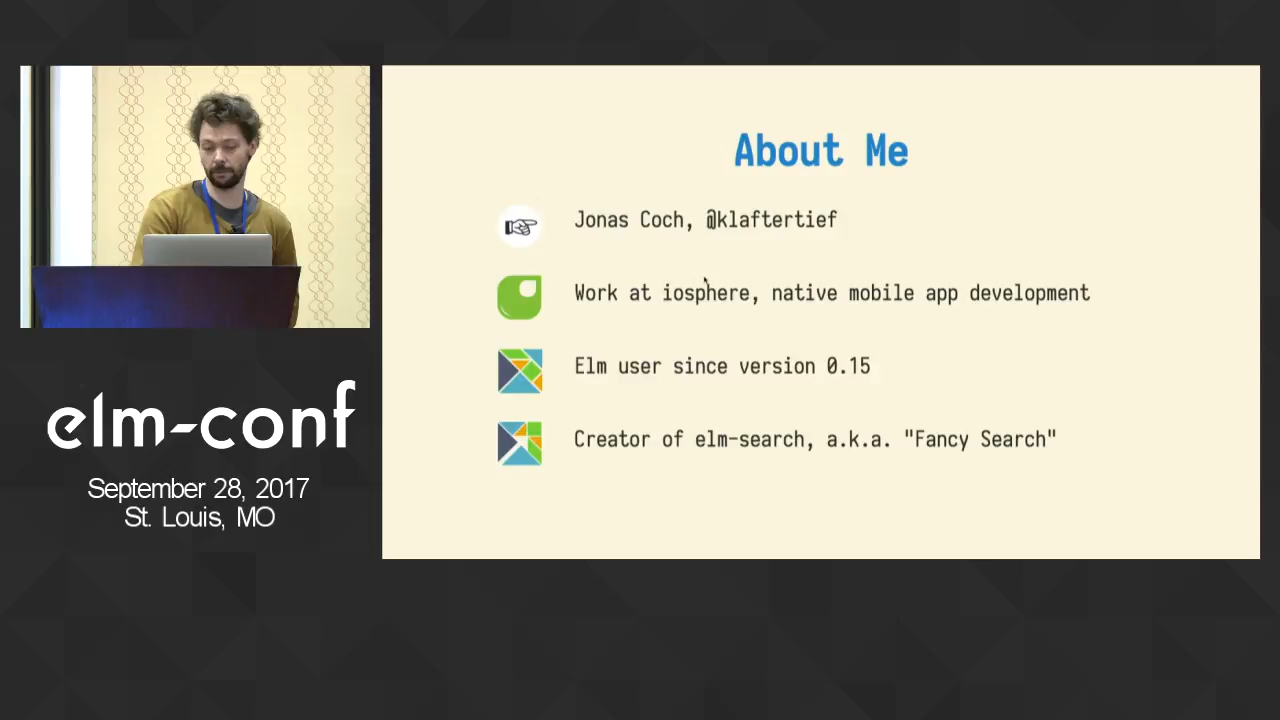 About Me
Jonas Coch, @klaftertief
Work at iosphere, native mobile app development
Elm user since version 0.15
Creator of elm-search, a.k.a. "Fancy Search"
elm-conf
September 28, 2017
St. Louis, MO